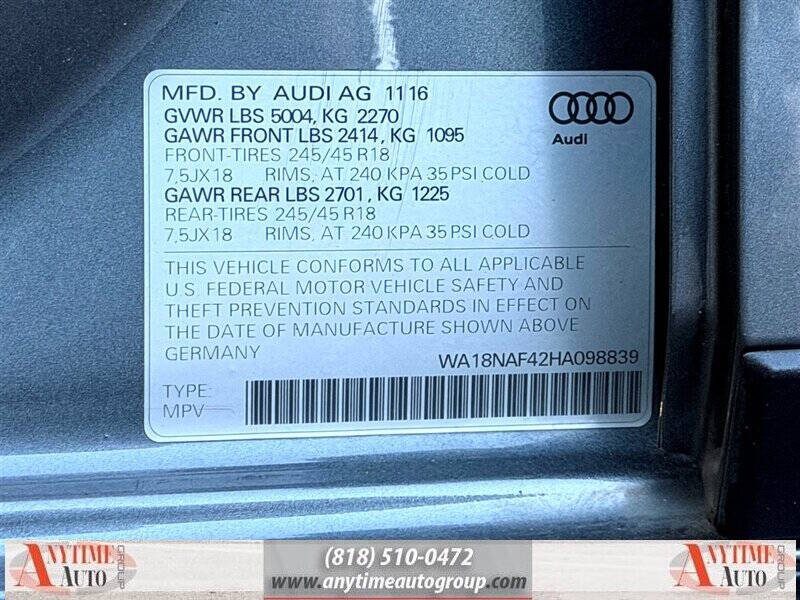 MFD. BY AUDI AG 11 16
GVWR LBS 5004, KG 2270
GAWR FRONT LBS 2414, KG 1095
FRONT-TIRES 245/45 R18
7,5JX18 RIMS, AT 240 KPA 35 PSI COLD
GAWR REAR LBS 2701, KG 1225
REAR-TIRES 245/45 R18
7,5JX18 RIMS, AT 240 KPA 35 PSI COLD
Audi
THIS VEHICLE CONFORMS TO ALL APPLICABLE
U.S. FEDERAL MOTOR VEHICLE SAFETY AND
THEFT PREVENTION STANDARDS IN EFFECT ON
THE DATE OF MANUFACTURE SHOWN ABOVE
GERMANY WA18NAF42HA098839
TYPE:
MPV
ANYTIME
AUTO
GROUP
(818) 510-0472
www.anytimeautogroup.com
ANYTIME
AUTO
GROUP